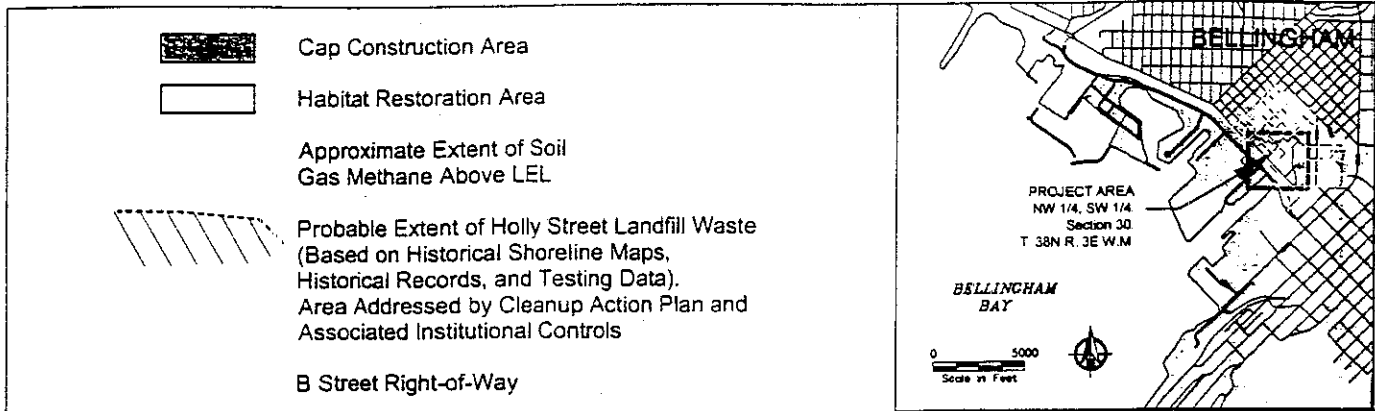 Cap Construction Area
Habitat Restoration Area
Approximate Extent of Soil
Gas Methane Above LEL
Probable Extent of Holly Street Landfill Waste
(Based on Historical Shoreline Maps,
Historical Records, and Testing Data).
Area Addressed by Cleanup Action Plan and
Associated Institutional Controls
B Street Right-of-Way
BELLINGHAM
PROJECT AREA
NW 1/4, SW 1/4
Section 30
T 38N R. 3E W.M
BELLINGHAM
BAY
0 5000
Scale in Feet